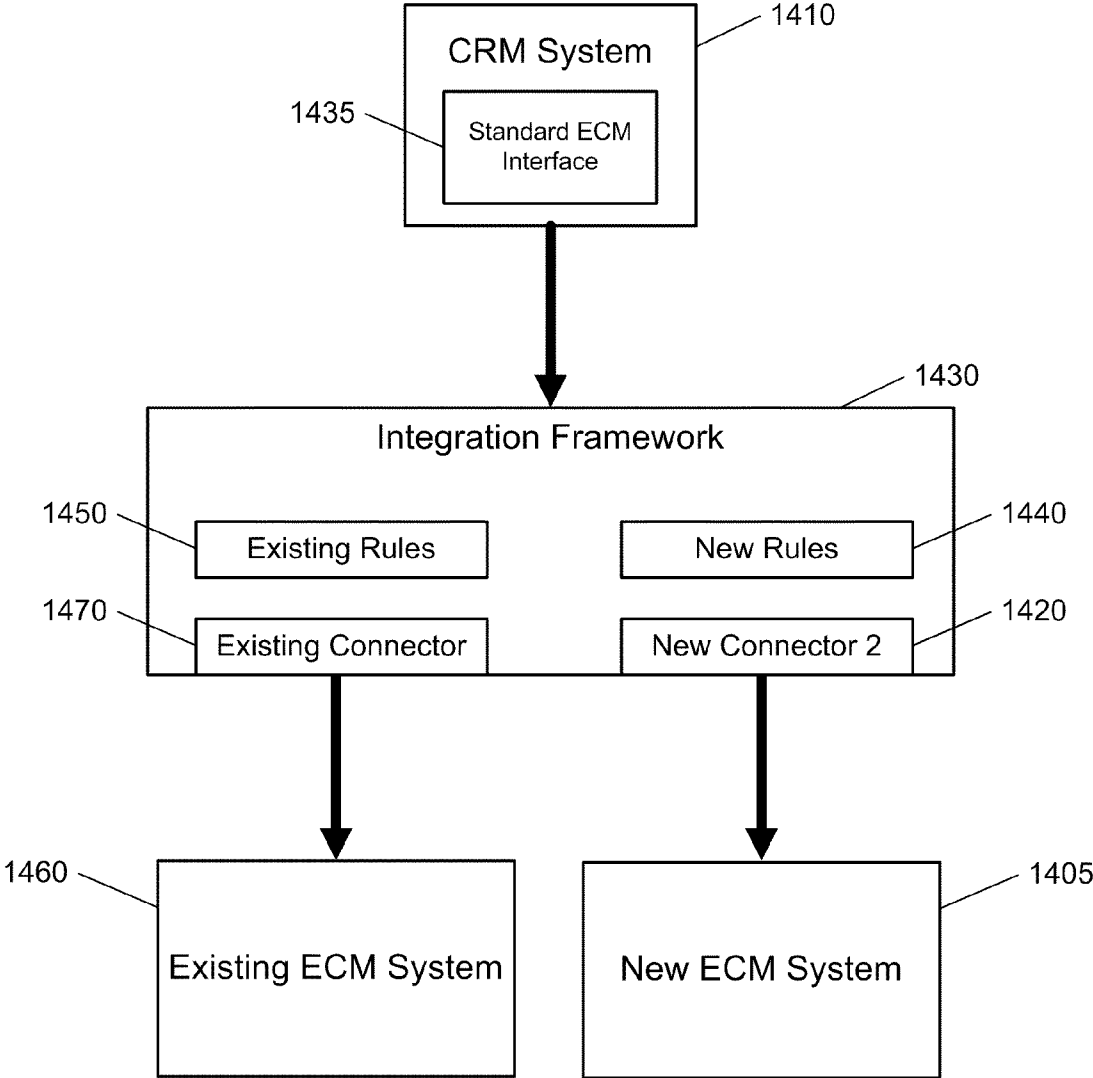 1410
CRM System
1435
Standard ECM
Interface
1430
Integration Framework
1450
Existing Rules
New Rules
1440
1470
Existing Connector
New Connector 2
1420
1460
Existing ECM System
New ECM System
1405